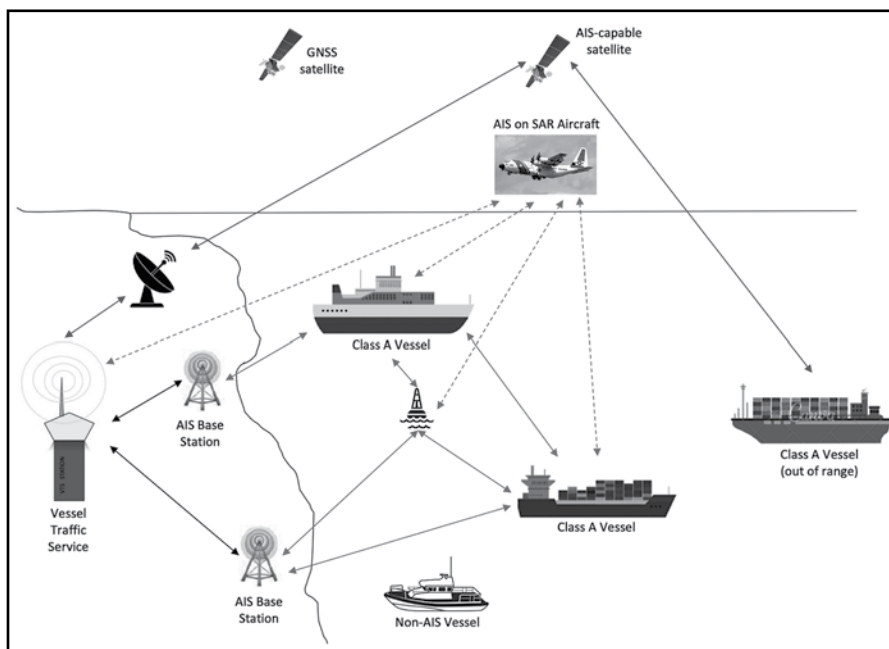 GNSS
satellite
AIS-capable
satellite
AIS on SAR Aircraft
Class A Vessel
AIS Base
Station
Vessel
Traffic
Service
Class A Vessel
(out of range)
Class A Vessel
AIS Base
Station
Non-AIS Vessel